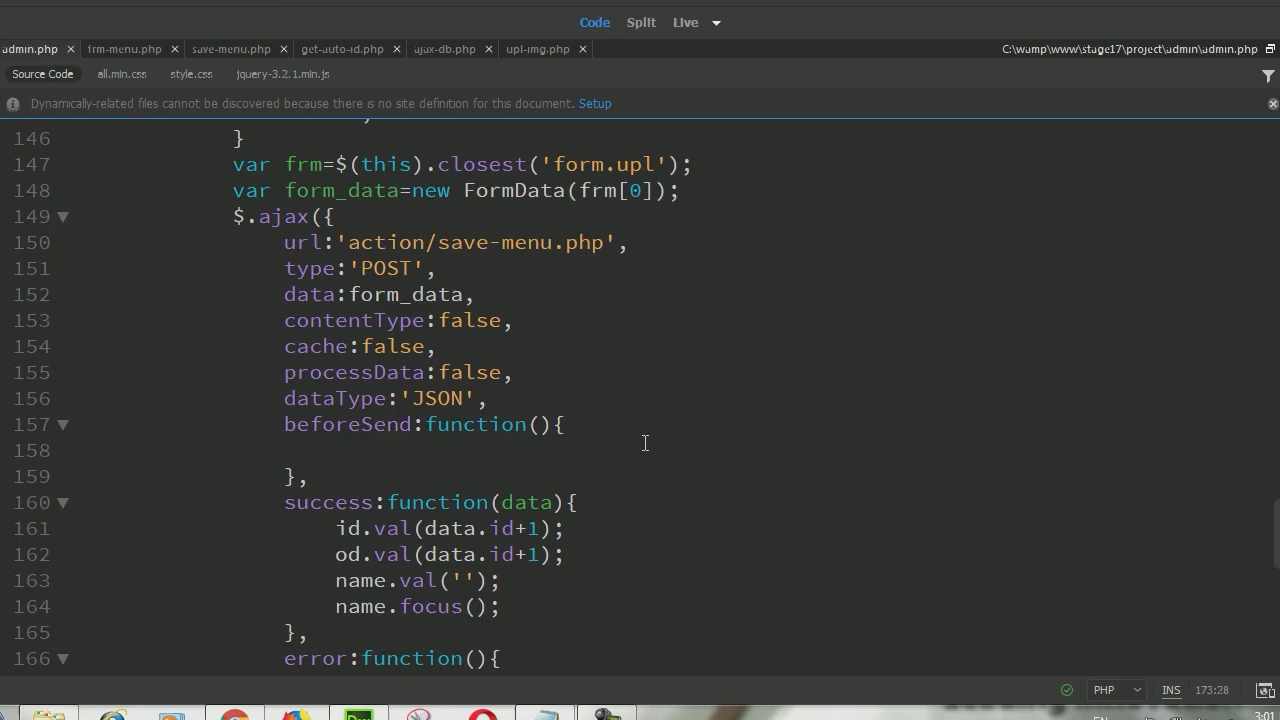 Code Split Live
admin.php × frm-menu.php × save-menu.php × get-auto-id.php × ajax-db.php × upl-img.php × C:\wamp\www\stage17\project\admin\admin.php
Source Code all.min.css style.css jquery-3.2.1.min.js
Dynamically-related files cannot be discovered because there is no site definition for this document. Setup
146 }
147 var frm=$(this).closest('form.upl');
148 var form_data=new FormData(frm[0]);
149 $.ajax({
150 url:'action/save-menu.php',
151 type:'POST',
152 data:form_data,
153 contentType:false,
154 cache:false,
155 processData:false,
156 dataType:'JSON',
157 beforeSend:function(){
158
159 },
160 success:function(data){
161 id.val(data.id+1);
162 od.val(data.id+1);
163 name.val('');
164 name.focus();
165 },
166 error:function(){
PHP INS 173:28
3:01